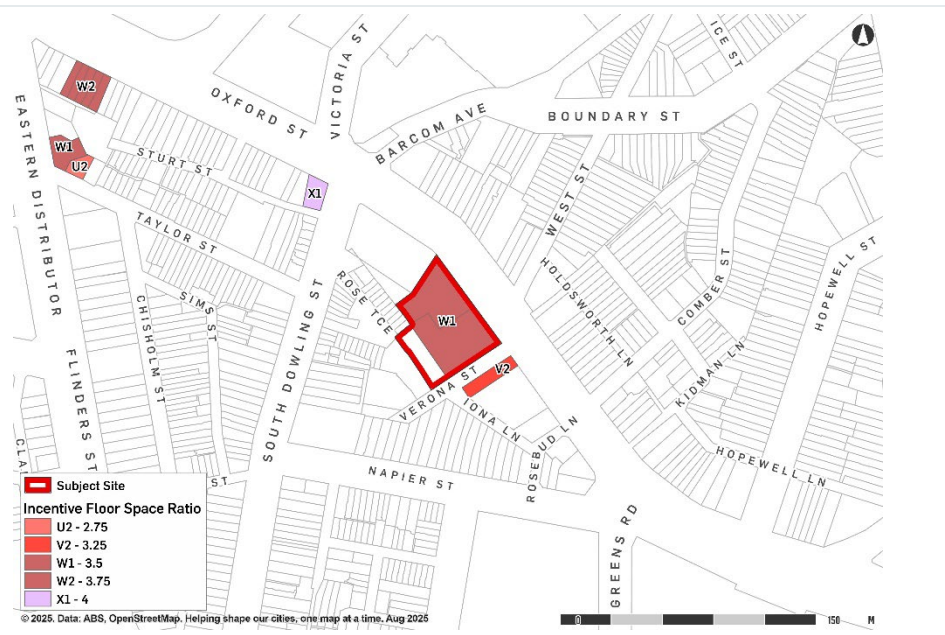 ICE ST
VICTORIA ST
OXFORD ST
W2
EASTERN DISTRIBUTOR
BARCOM AVE
BOUNDARY ST
W1
U2
STURT ST
X1
WEST ST
TAYLOR ST
HOPEWELL ST
HOLDSWORTH LN
COMBER ST
ROSE TCE
SIMS ST
CHISHOLM ST
SOUTH DOWLING ST
W1
KIDMAN LN
FLINDERS ST
V2
VERONA ST
IONA LN
ROSEBUD LN
HOPEWELL LN
NAPIER ST
CLA
ST
GREENS RD
Subject Site
Incentive Floor Space Ratio
U2 - 2.75
V2 - 3.25
W1 - 3.5
W2 - 3.75
X1 - 4
© 2025. Data: ABS, OpenStreetMap. Helping shape our cities, one map at a time. Aug 2025
0 150 M